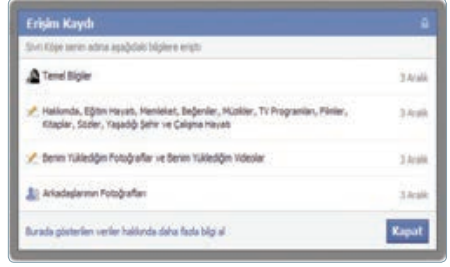 Erişim Kaydı
Sivri Köşe senin adına aşağıdaki bilgilere erişti:
Temel Bilgiler
3 Aralık
Hakkımda, Eğitim Hayatı, Memleket, Beğeniler, Müzikler, TV Programları, Filmler,
Kitaplar, Sözler, Yaşadığı Şehir ve Çalışma Hayatı
3 Aralık
Benim Yüklediğim Fotoğraflar ve Benim Yüklediğim Videolar
3 Aralık
Arkadaşlarımın Fotoğrafları
3 Aralık
Burada gösterilen veriler hakkında daha fazla bilgi al
Kapat